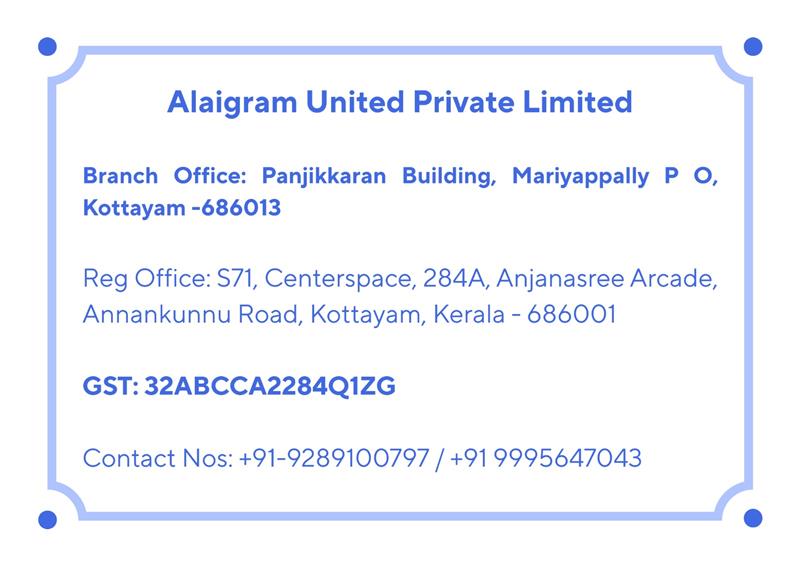 Alaigram United Private Limited
Branch Office: Panjikkaran Building, Mariyappally P O,
Kottayam -686013
Reg Office: S71, Centerspace, 284A, Anjanasree Arcade,
Annankunnu Road, Kottayam, Kerala - 686001
GST: 32ABCCA2284Q1ZG
Contact Nos: +91-9289100797 / +91 9995647043